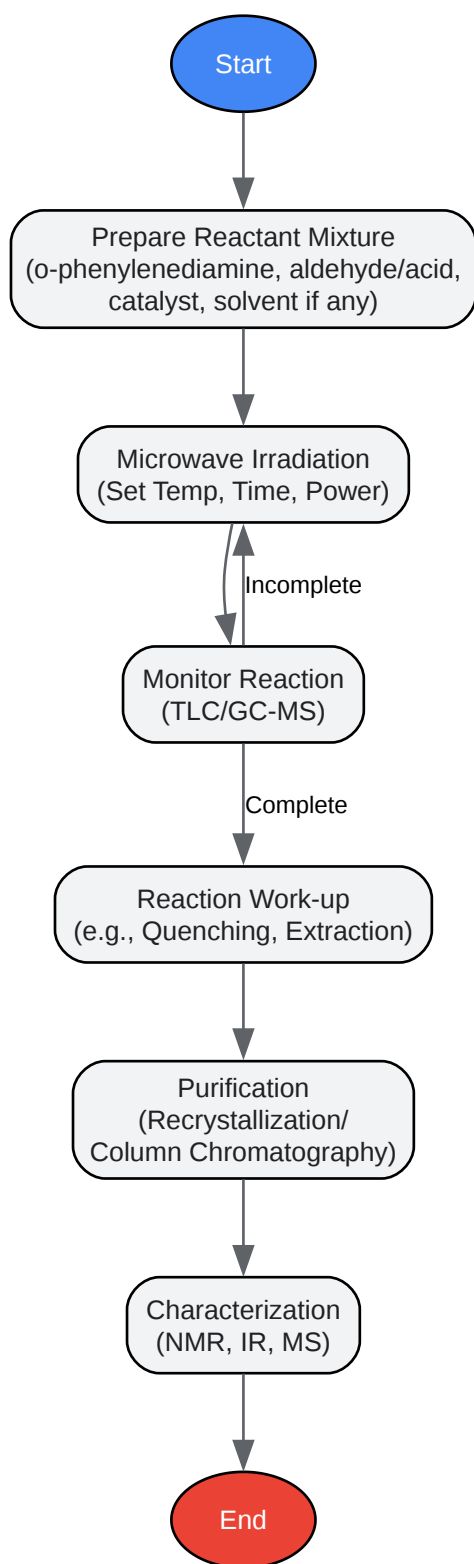 Start
Prepare Reactant Mixture
(o-phenylenediamine, aldehyde/acid,
catalyst, solvent if any)
Microwave Irradiation
(Set Temp, Time, Power)
Incomplete
Monitor Reaction
(TLC/GC-MS)
Complete
Reaction Work-up
(e.g., Quenching, Extraction)
Purification
(Recrystallization/
Column Chromatography)
Characterization
(NMR, IR, MS)
End